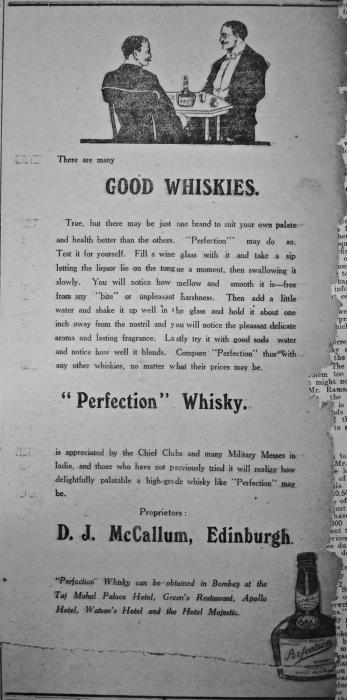 There are many
GOOD WHISKIES.
True, but there may be just one brand to suit your own palate
and health better than the others. "Perfection'" may do so.
Test it for yourself. Fill a wine glass with it and take a sip
letting the liquor lie on the tongue a moment, then swallowing it
slowly. You will notice how mellow and smooth it is—free
from any "bite" or unpleasant harshness. Then add a little
water and shake it up well in the glass and hold it about one
inch away from the nostril and you will notice the pleasant delicate
aroma and lasting fragrance. Lastly try it with good soda water
and notice how well it blends. Compare "Perfection" thus with
any other whiskies, no matter what their prices may be.
"Perfection" Whisky.
is appreciated by the Chief Clubs and many Military Messes in
India, and those who have not previously tried it will realize how
delightfully palatable a high-grade whisky like "Perfection" may
be.
Proprietors:
D. J. McCallum, Edinburgh.
"Perfection" Whisky can be obtained in Bombay at the
Taj Mahal Palace Hotel, Green's Restaurant, Apollo
Hotel, Watson's Hotel and the Hotel Majestic.
Perfection